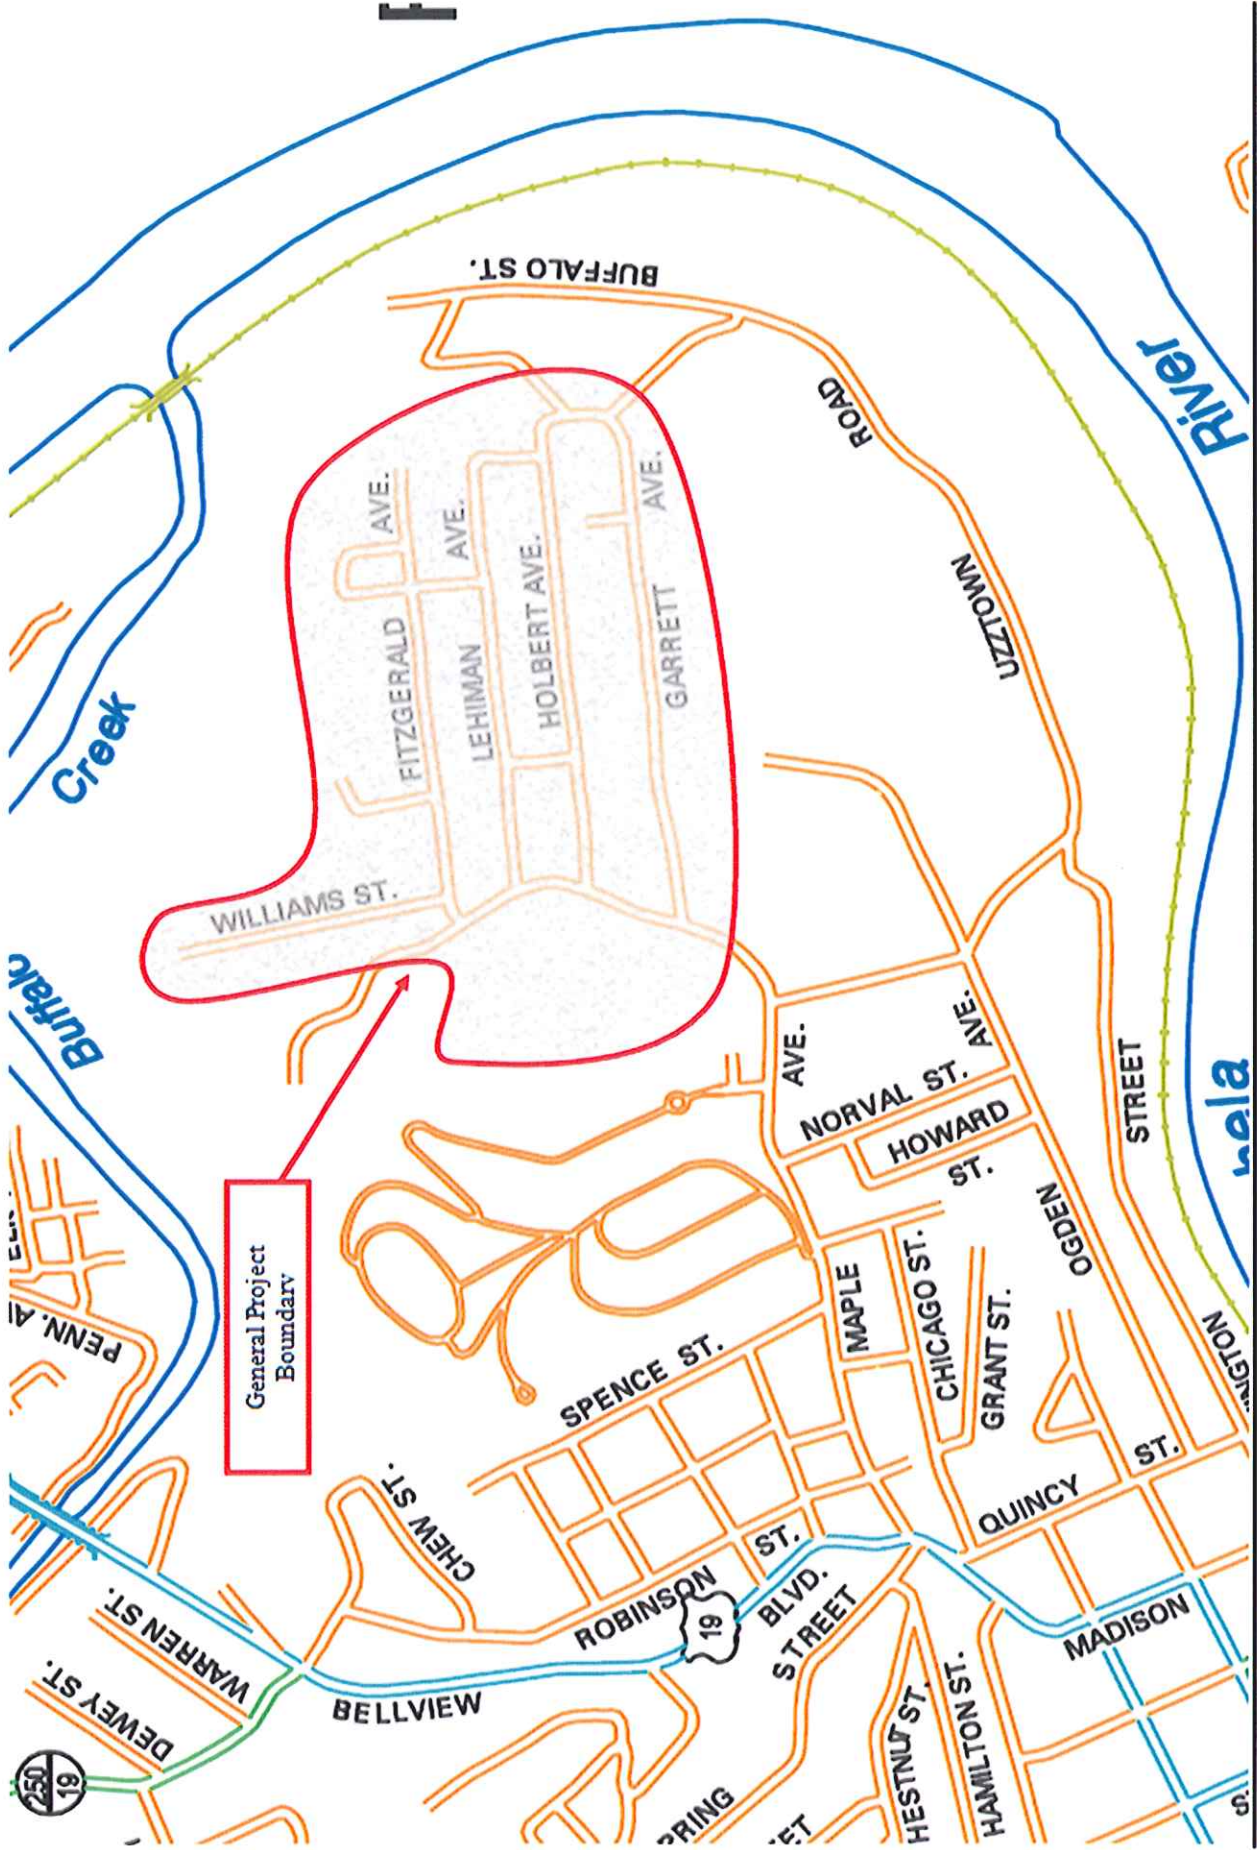 BUFFALO ST.
River
ROAD
UZZTOWN
FITZGERALD AVE.
LEHIMAN AVE.
HOLBERT AVE.
GARRETT AVE.
WILLIAMS ST.
Creek
Buffalo
General Project
Boundary
AVE.
NORVAL ST.
AVE.
HOWARD
ST.
STREET
OGDEN
MAPLE
CHICAGO ST.
GRANT ST.
SPENCE ST.
PENN.
CHEW ST.
QUINCY ST.
NGTON
ROBINSON ST.
19
BLVD.
STREET
MADISON
BELLVIEW
WARREN ST.
DEWEY ST.
250
19
HESTNUT ST.
HAMILTON ST.
PRING
ET